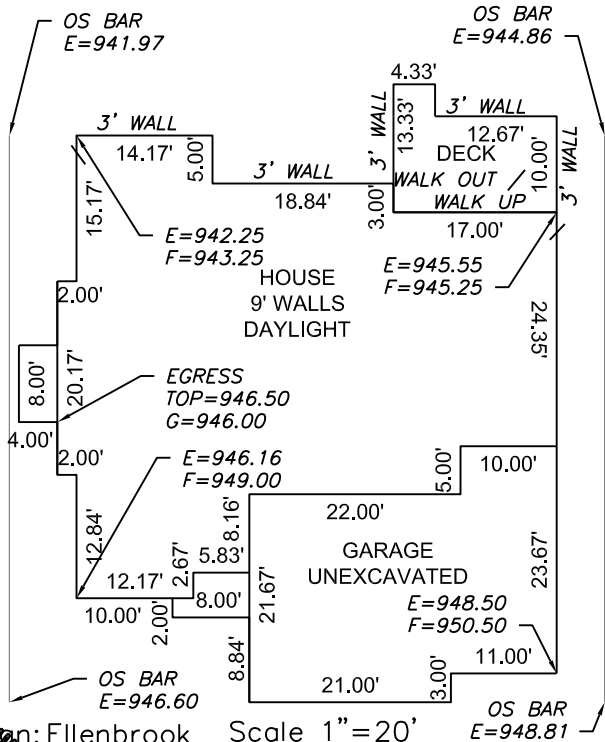 OS BAR
E=941.97
OS BAR
E=944.86
4.33'
3' WALL
14.17'
5.00'
3' WALL
13.33'
3' WALL
12.67'
DECK
10.00'
3' WALL
3' WALL
18.84'
3.00'
WALK OUT
WALK UP
17.00'
15.17'
E=942.25
F=943.25
E=945.55
F=945.25
HOUSE
9' WALLS
DAYLIGHT
24.35'
2.00'
8.00'
20.17'
4.00'
EGRESS
TOP=946.50
G=946.00
2.00'
E=946.16
F=949.00
5.00'
10.00'
12.84'
8.16'
22.00'
GARAGE
UNEXCAVATED
23.67'
12.17'
2.67'
5.83'
10.00'
2.00'
8.00'
21.67'
E=948.50
F=950.50
8.84'
11.00'
3.00'
21.00'
OS BAR
E=946.60
OS BAR
E=948.81
Ellenbrook Scale 1"=20'